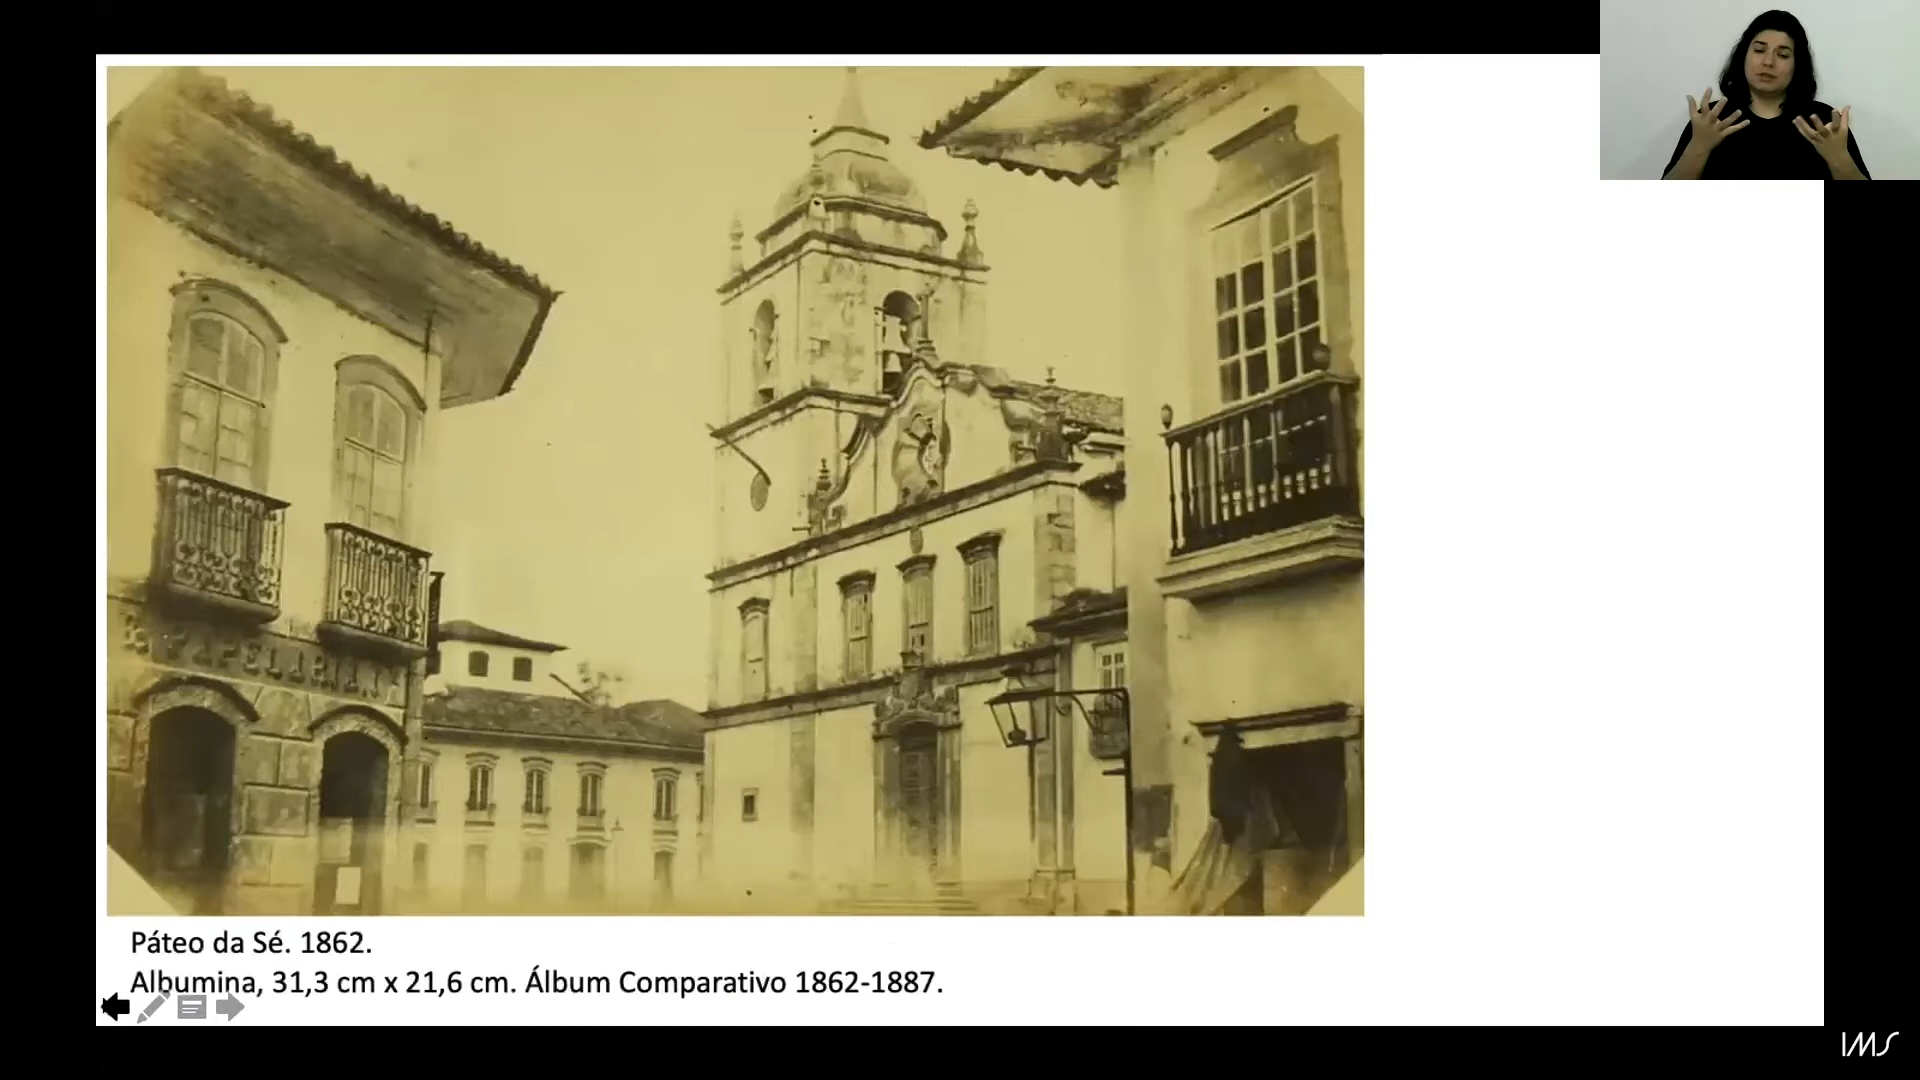 PAPELARIA
Páteo da Sé. 1862.
Albumina, 31,3 cm x 21,6 cm. Álbum Comparativo 1862-1887.
IMS